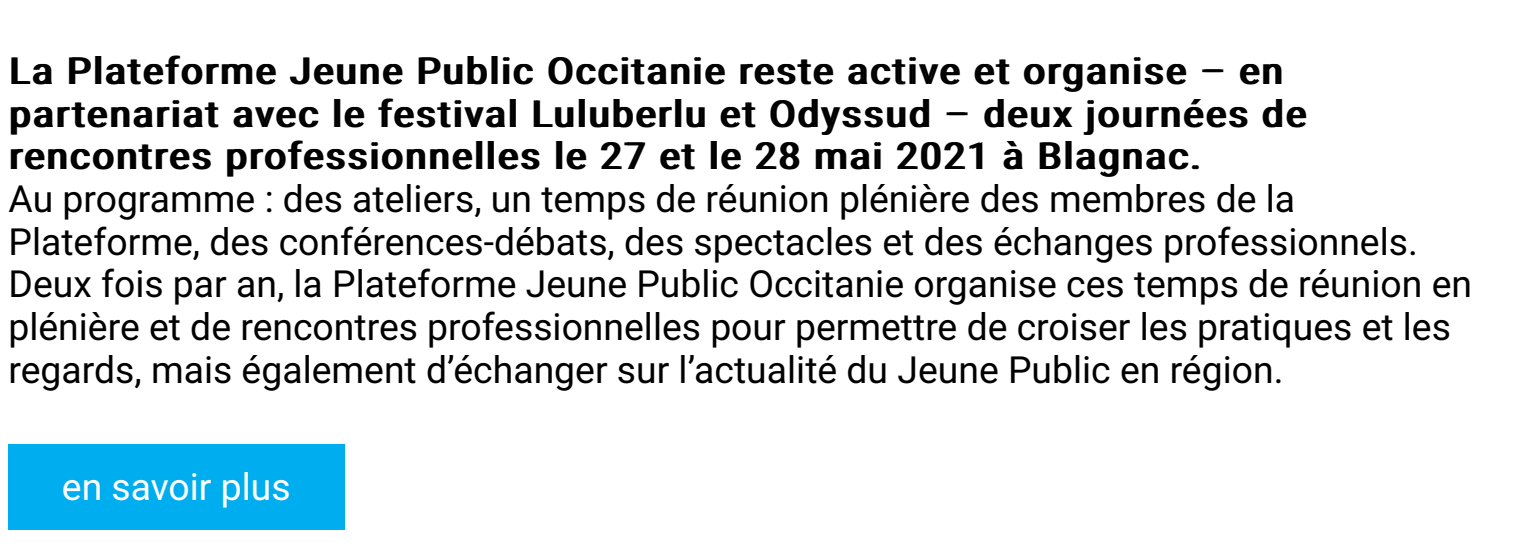 La Plateforme Jeune Public Occitanie reste active et organise – en
partenariat avec le festival Luluberlu et Odyssud – deux journées de
rencontres professionnelles le 27 et le 28 mai 2021 à Blagnac.
Au programme : des ateliers, un temps de réunion plénière des membres de la
Plateforme, des conférences-débats, des spectacles et des échanges professionnels.
Deux fois par an, la Plateforme Jeune Public Occitanie organise ces temps de réunion en
plénière et de rencontres professionnelles pour permettre de croiser les pratiques et les
regards, mais également d’échanger sur l’actualité du Jeune Public en région.
en savoir plus